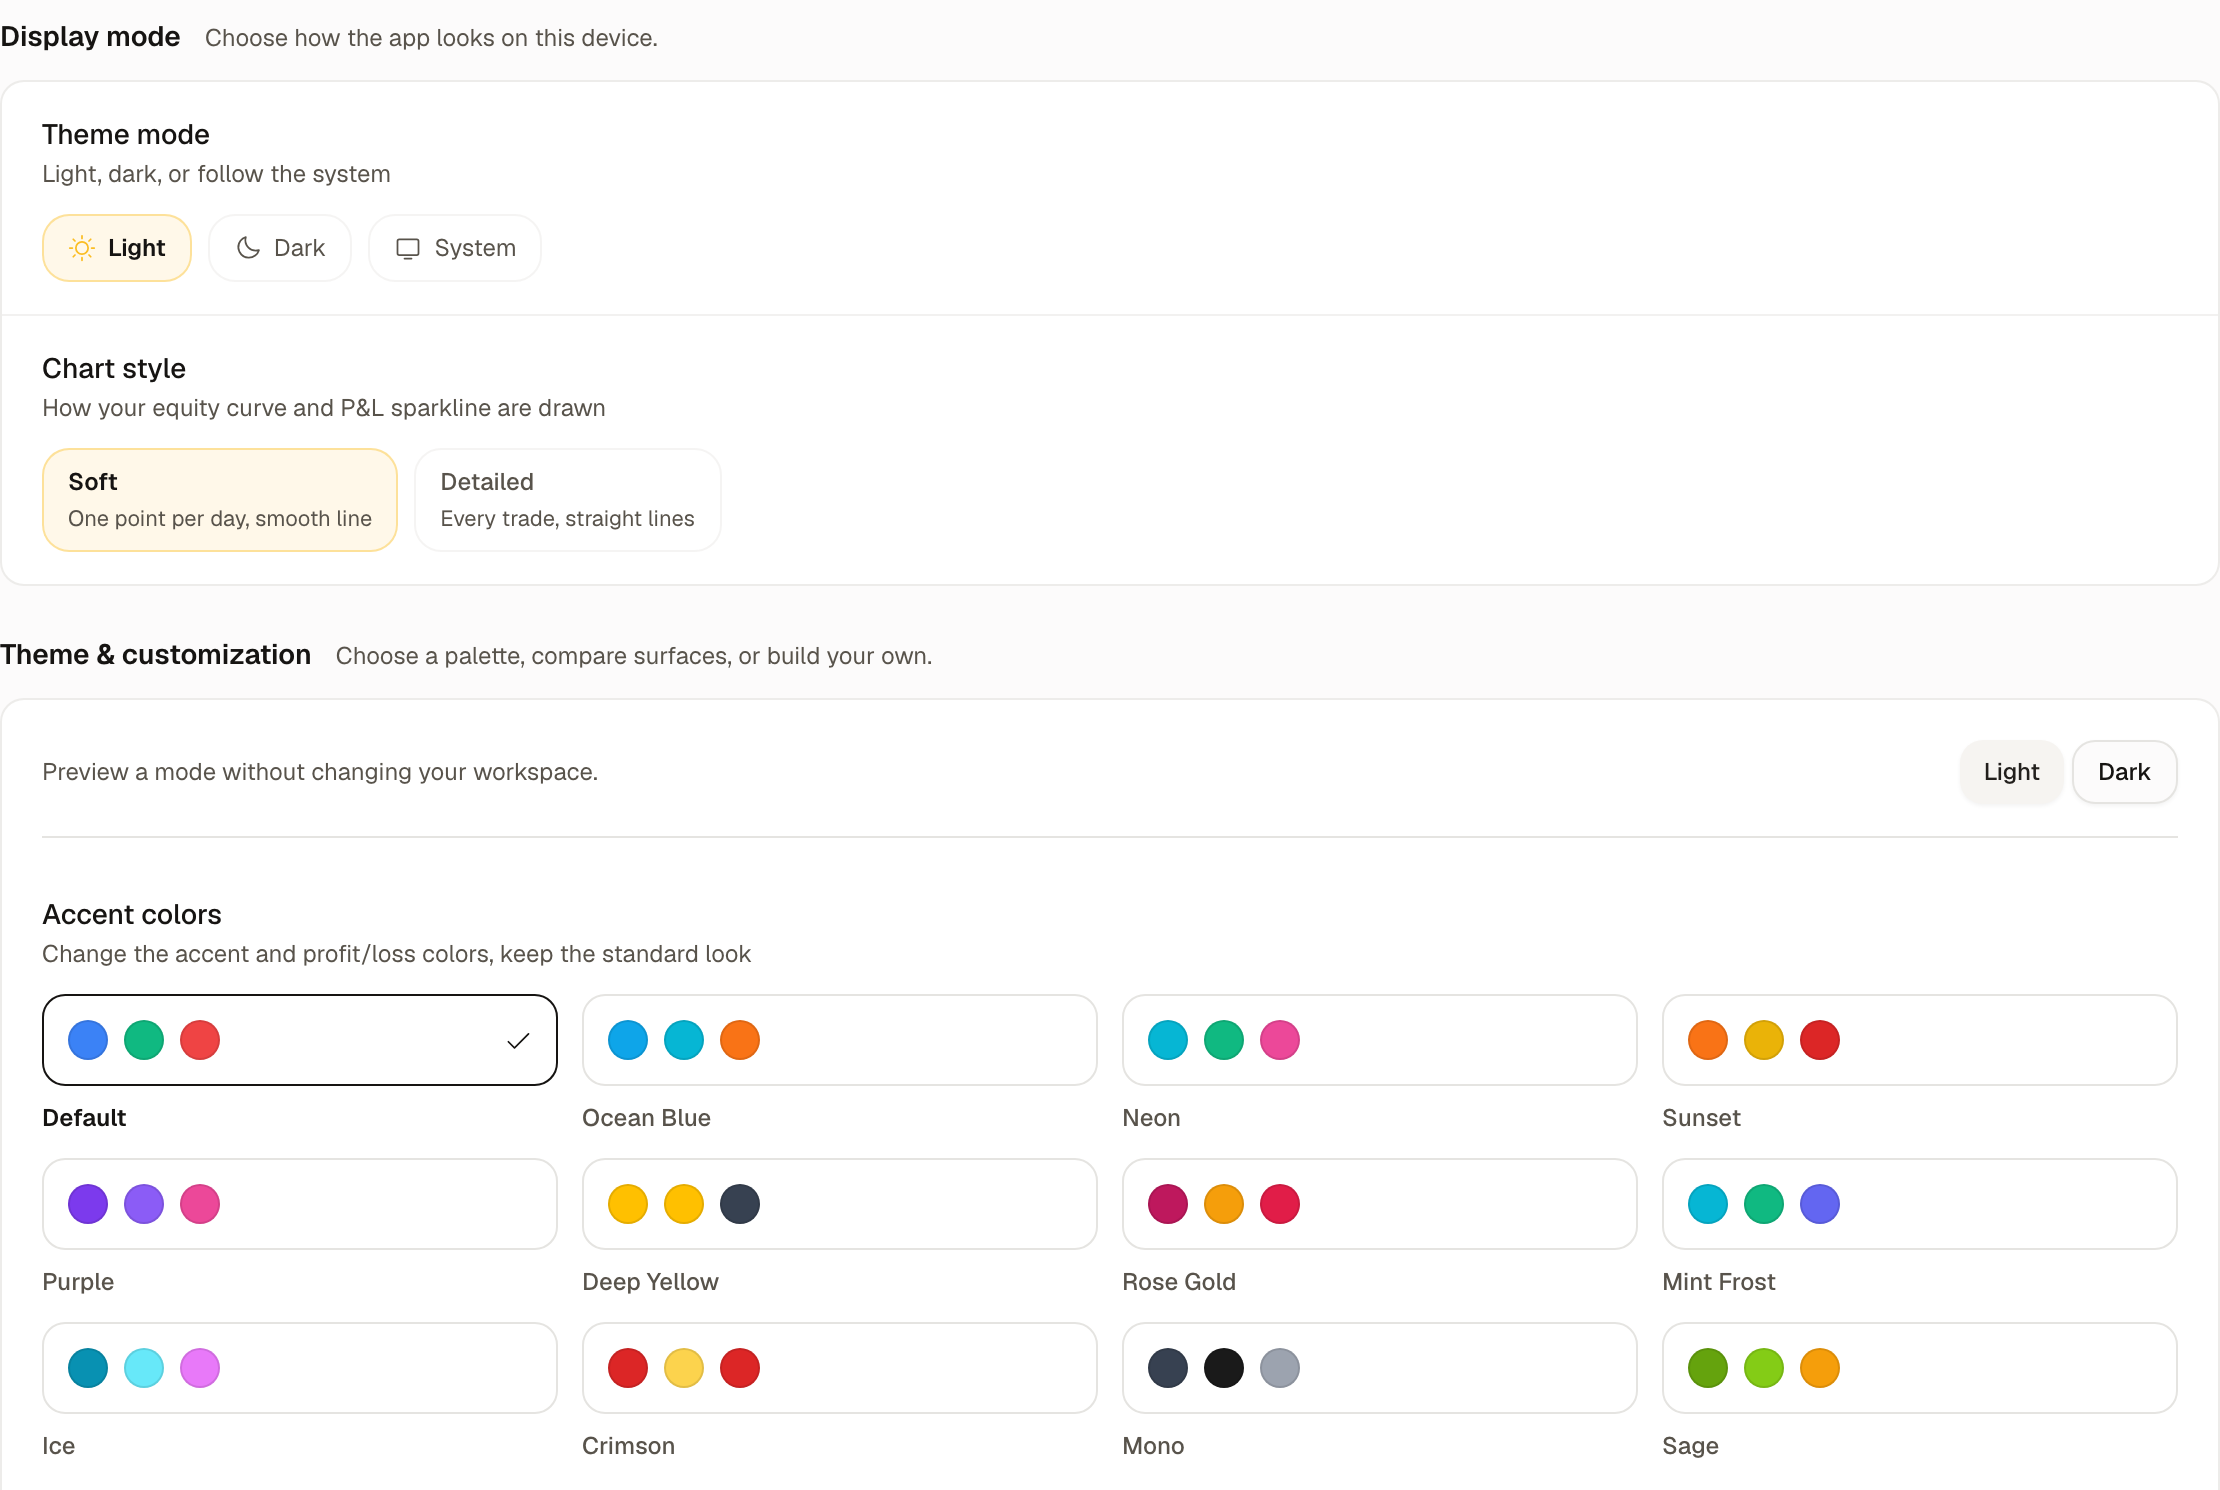 Display mode Choose how the app looks on this device.
Theme mode
Light, dark, or follow the system
Light Dark System
Chart style
How your equity curve and P&L sparkline are drawn
Soft Detailed
One point per day, smooth line Every trade, straight lines
Theme & customization Choose a palette, compare surfaces, or build your own.
Preview a mode without changing your workspace. Light Dark
Accent colors
Change the accent and profit/loss colors, keep the standard look
Default Ocean Blue Neon Sunset
Purple Deep Yellow Rose Gold Mint Frost
Ice Crimson Mono Sage